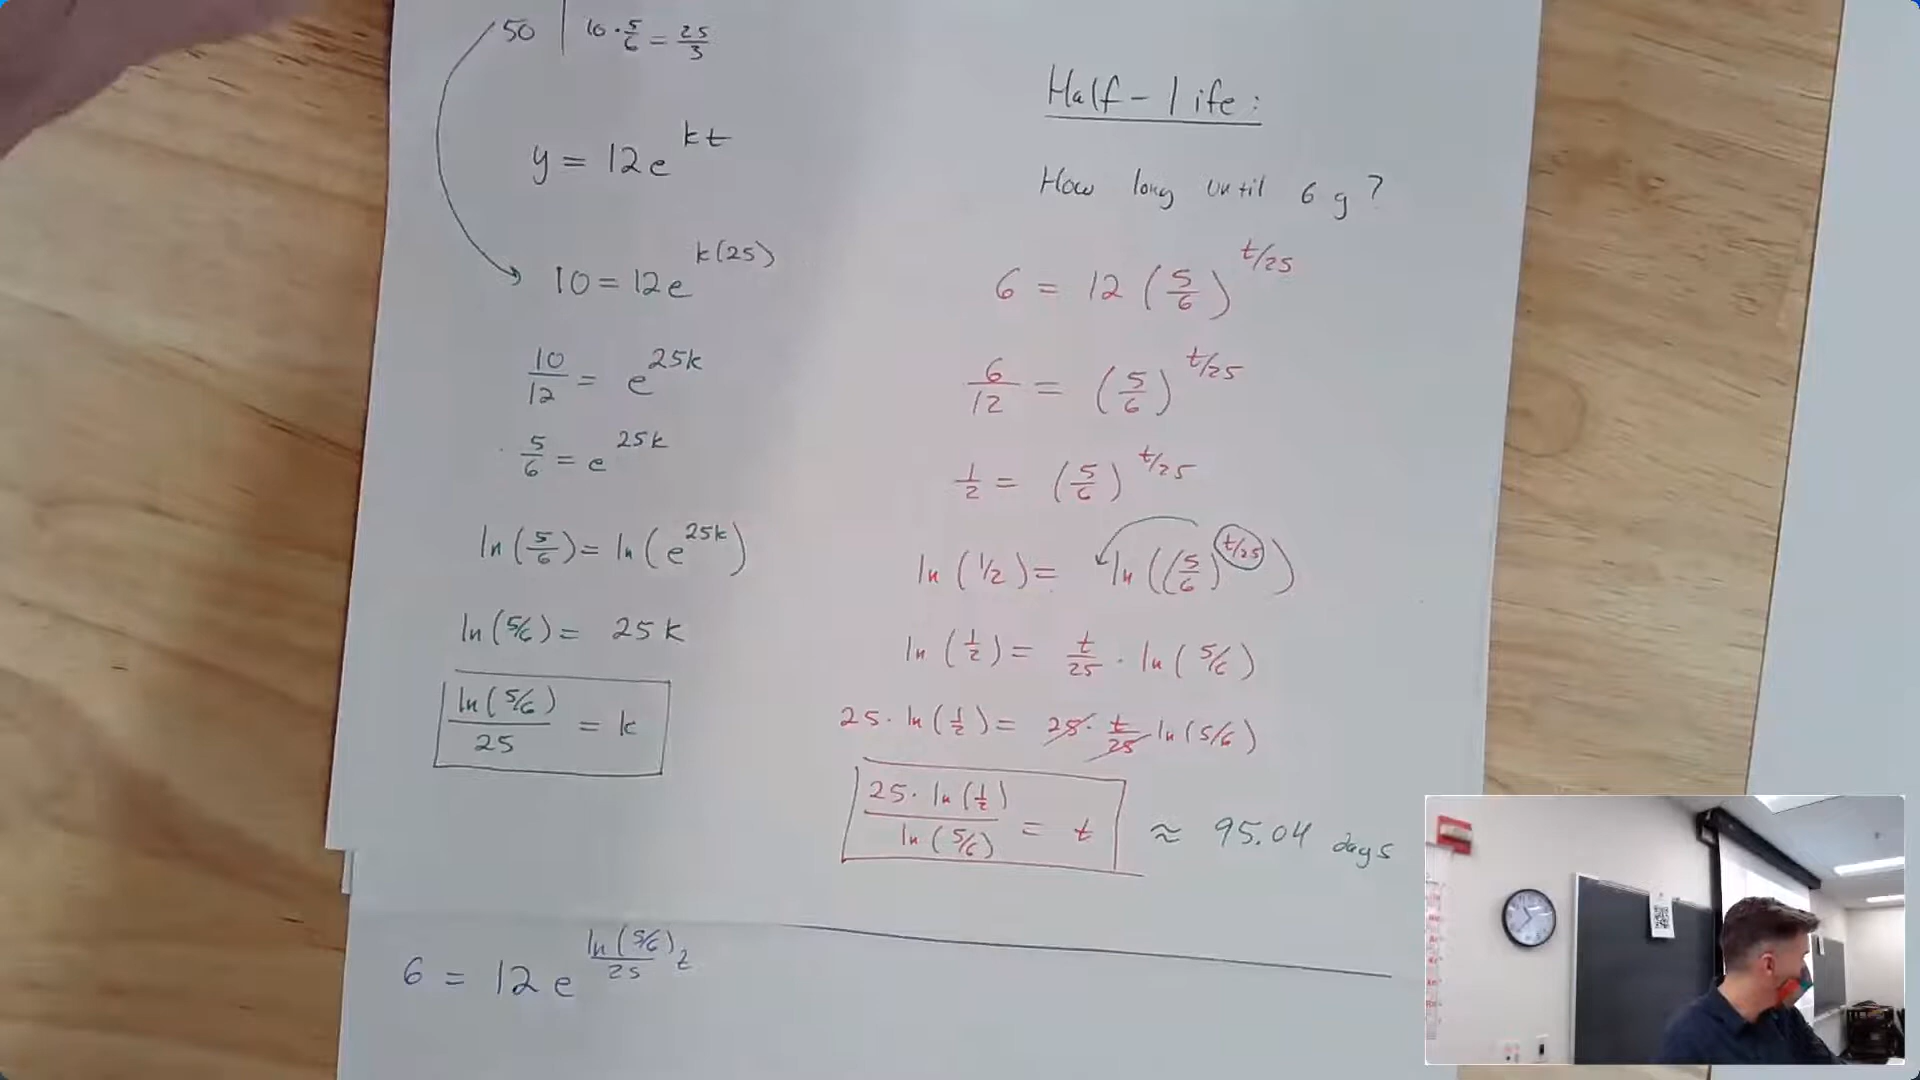 50 | 10 · 5/6 = 25/3
y = 12e^{kt}
10 = 12e^{k(25)}
10/12 = e^{25k}
5/6 = e^{25k}
ln(5/6) = ln(e^{25k})
ln(5/6) = 25k
ln(5/6)/25 = k
Half-life:
How long until 6 g?
6 = 12(5/6)^{t/25}
6/12 = (5/6)^{t/25}
1/2 = (5/6)^{t/25}
ln(1/2) = ln((5/6)^{t/25})
ln(1/2) = t/25 · ln(5/6)
25 · ln(1/2) = 25 · t/25 ln(5/6)
25 · ln(1/2)/ln(5/6) = t ≈ 95.04 days
6 = 12e^{ln(5/6)/25 t}